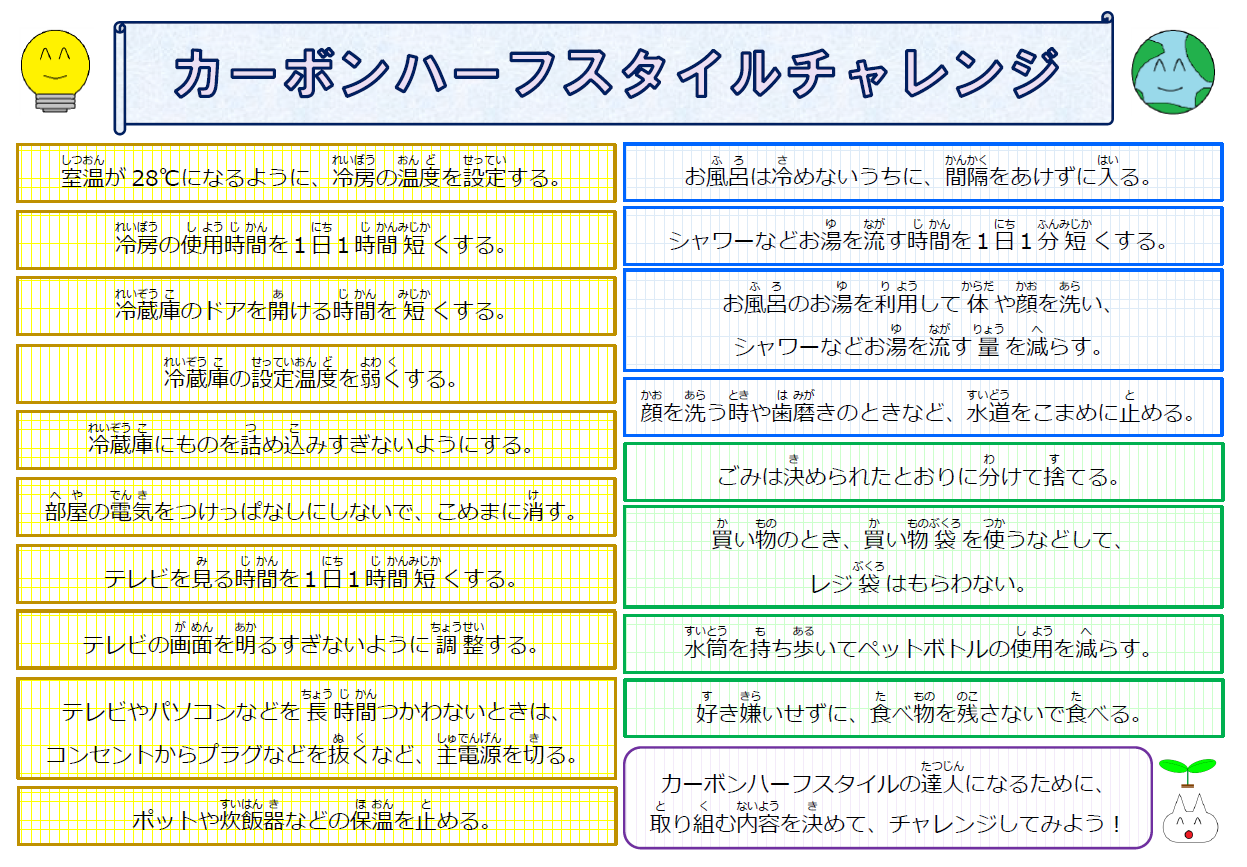 カーボンハーフスタイルチャレンジ
室温が28℃になるように、冷房の温度を設定する。
冷房の使用時間を１日１時間短くする。
冷蔵庫のドアを開ける時間を短くする。
冷蔵庫の設定温度を弱くする。
冷蔵庫にものを詰め込みすぎないようにする。
部屋の電気をつけっぱなしにしないで、こめまに消す。
テレビを見る時間を１日１時間短くする。
テレビの画面を明るすぎないように調整する。
テレビやパソコンなどを長時間つかわないときは、
コンセントからプラグなどを抜くなど、主電源を切る。
ポットや炊飯器などの保温を止める。
お風呂は冷めないうちに、間隔をあけずに入る。
シャワーなどお湯を流す時間を１日１分短くする。
お風呂のお湯を利用して体や顔を洗い、
シャワーなどお湯を流す量を減らす。
顔を洗う時や歯磨きのときなど、水道をこまめに止める。
ごみは決められたとおりに分けて捨てる。
買い物のとき、買い物袋を使うなどして、
レジ袋はもらわない。
水筒を持ち歩いてペットボトルの使用を減らす。
好き嫌いせずに、食べ物を残さないで食べる。
カーボンハーフスタイルの達人になるために、
取り組む内容を決めて、チャレンジしてみよう！